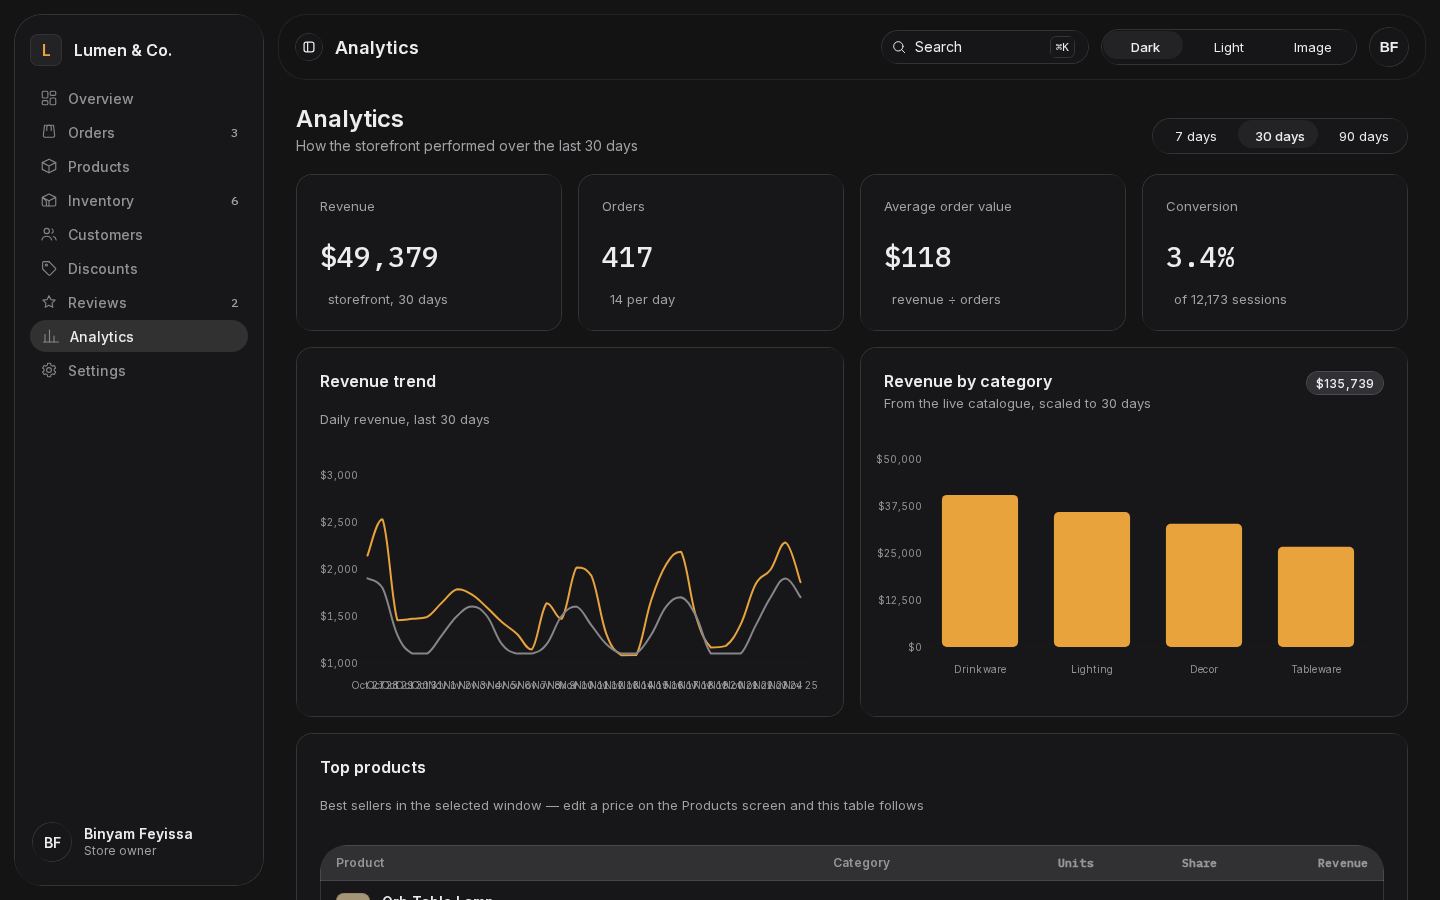 L Lumen & Co.
Overview
Orders 3
Products
Inventory 6
Customers
Discounts
Reviews 2
Analytics
Settings
BF
Binyam Feyissa
Store owner
Analytics
Search ⌘K
Dark Light Image
BF
Analytics
How the storefront performed over the last 30 days
7 days 30 days 90 days
Revenue
$49,379
storefront, 30 days
Orders
417
14 per day
Average order value
$118
revenue ÷ orders
Conversion
3.4%
of 12,173 sessions
Revenue trend
Daily revenue, last 30 days
$3,000
$2,500
$2,000
$1,500
$1,000
Revenue by category
$135,739
From the live catalogue, scaled to 30 days
$50,000
$37,500
$25,000
$12,500
$0
Drinkware Lighting Decor Tableware
Top products
Best sellers in the selected window — edit a price on the Products screen and this table follows
Product Category Units Share Revenue
Orb Table Lamp